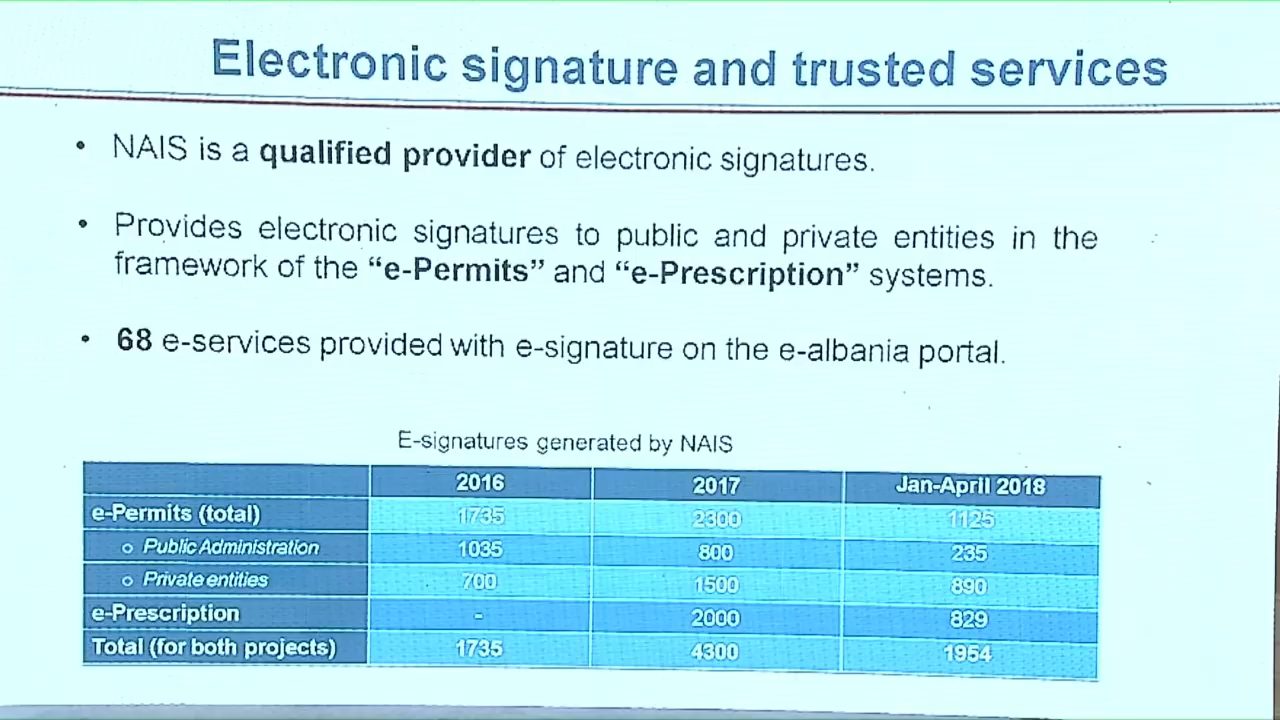 Electronic signature and trusted services
• NAIS is a qualified provider of electronic signatures.
• Provides electronic signatures to public and private entities in the
framework of the “e-Permits” and “e-Prescription” systems.
• 68 e-services provided with e-signature on the e-albania portal.
E-signatures generated by NAIS
2016 2017 Jan-April 2018
e-Permits (total) 1735 2300 1125
o Public Administration 1035 800 235
o Private entities 700 1500 890
e-Prescription - 2000 829
Total (for both projects) 1735 4300 1954